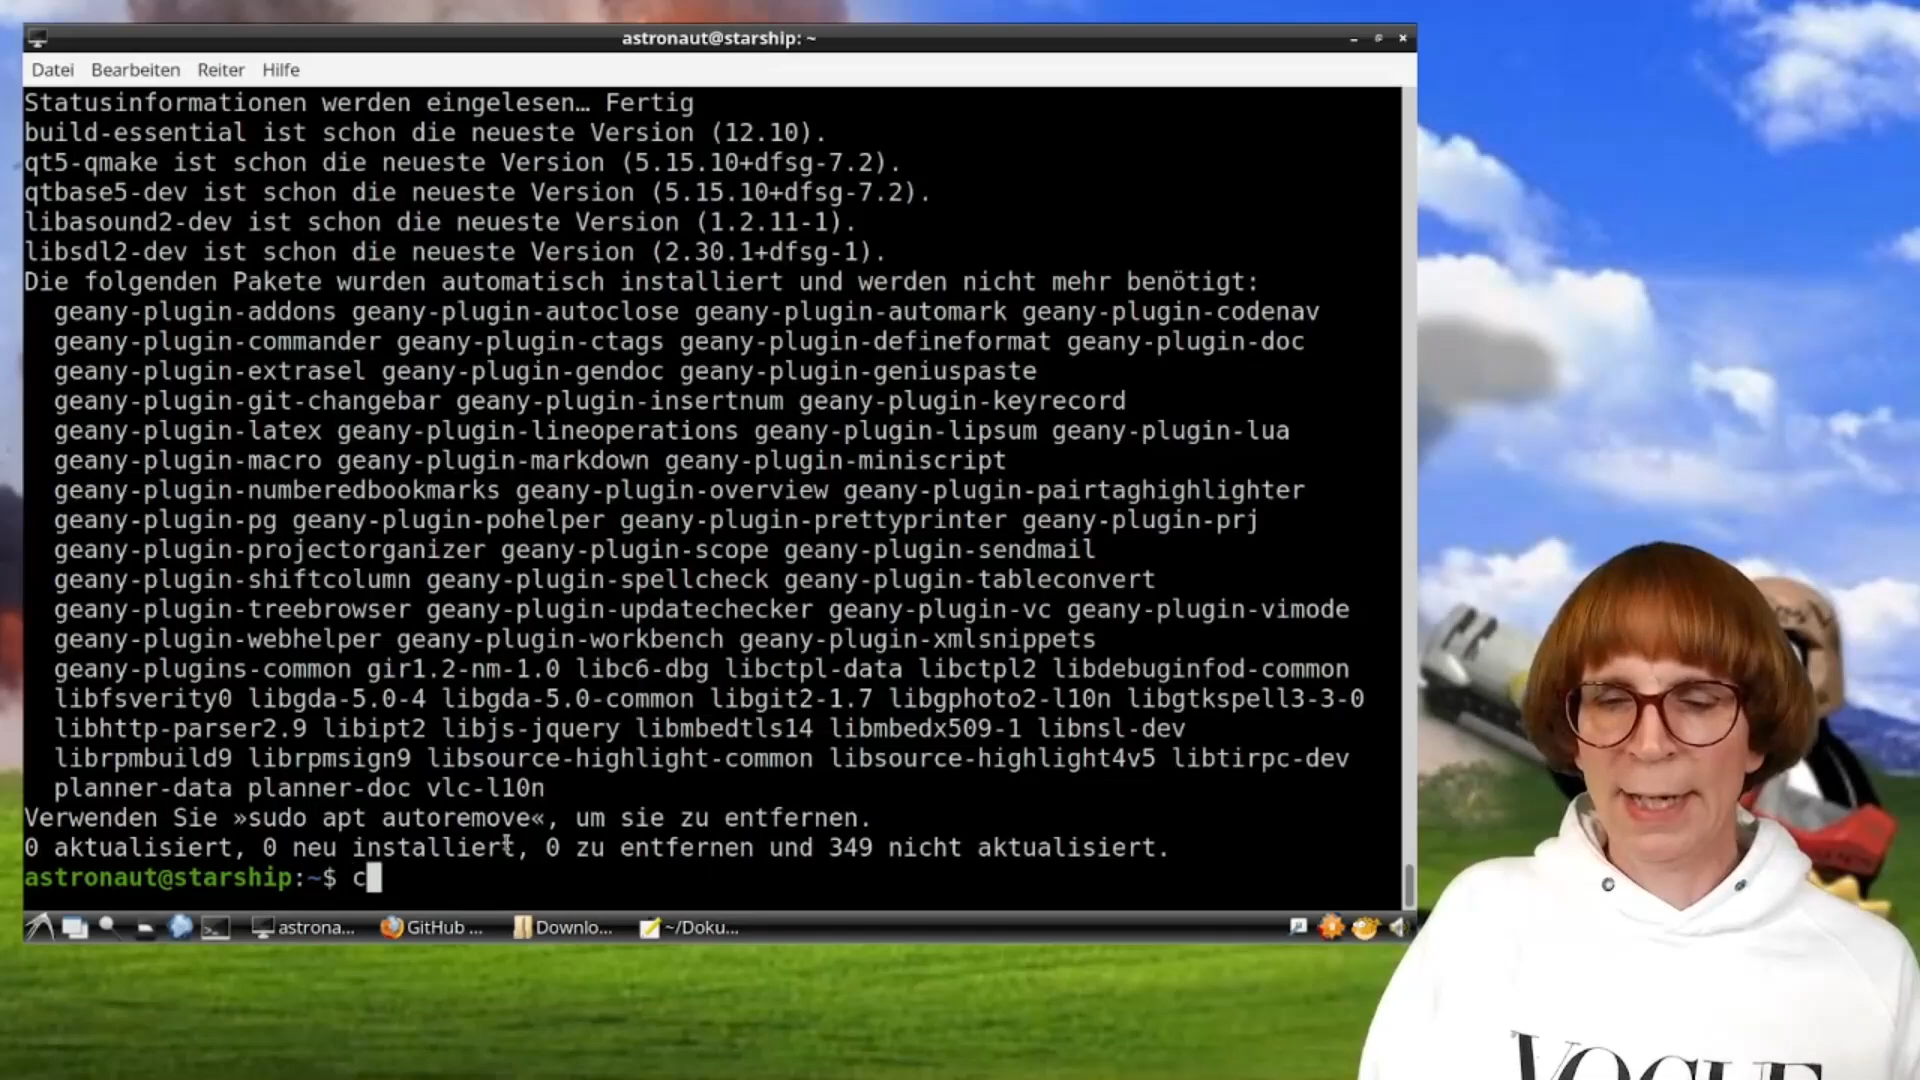 astronaut@starship: ~
Datei Bearbeiten Reiter Hilfe
Statusinformationen werden eingelesen… Fertig
build-essential ist schon die neueste Version (12.10).
qt5-qmake ist schon die neueste Version (5.15.10+dfsg-7.2).
qtbase5-dev ist schon die neueste Version (5.15.10+dfsg-7.2).
libasound2-dev ist schon die neueste Version (1.2.11-1).
libsdl2-dev ist schon die neueste Version (2.30.1+dfsg-1).
Die folgenden Pakete wurden automatisch installiert und werden nicht mehr benötigt:
geany-plugin-addons geany-plugin-autoclose geany-plugin-automark geany-plugin-codenav
geany-plugin-commander geany-plugin-ctags geany-plugin-defineformat geany-plugin-doc
geany-plugin-extrasel geany-plugin-gendoc geany-plugin-geniuspaste
geany-plugin-git-changebar geany-plugin-insertnum geany-plugin-keyrecord
geany-plugin-latex geany-plugin-lineoperations geany-plugin-lipsum geany-plugin-lua
geany-plugin-macro geany-plugin-markdown geany-plugin-miniscript
geany-plugin-numberedbookmarks geany-plugin-overview geany-plugin-pairtaghighlighter
geany-plugin-pg geany-plugin-pohelper geany-plugin-prettyprinter geany-plugin-prj
geany-plugin-projectorganizer geany-plugin-scope geany-plugin-sendmail
geany-plugin-shiftcolumn geany-plugin-spellcheck geany-plugin-tableconvert
geany-plugin-treebrowser geany-plugin-updatechecker geany-plugin-vc geany-plugin-vimode
geany-plugin-webhelper geany-plugin-workbench geany-plugin-xmlsnippets
geany-plugins-common gir1.2-nm-1.0 libc6-dbg libctpl-data libctpl2 libdebuginfod-common
libfsverity0 libgda-5.0-4 libgda-5.0-common libgit2-1.7 libgphoto2-l10n libgtkspell3-3-0
libhttp-parser2.9 libipt2 libjs-jquery libmbedtls14 libmbedx509-1 libnsl-dev
librpmbuild9 librpmsign9 libsource-highlight-common libsource-highlight4v5 libtirpc-dev
planner-data planner-doc vlc-l10n
Verwenden Sie »sudo apt autoremove«, um sie zu entfernen.
0 aktualisiert, 0 neu installiert, 0 zu entfernen und 349 nicht aktualisiert.
astronaut@starship:~$ c
astrona... GitHub ... Downlo... ~/Doku...
VOGUE